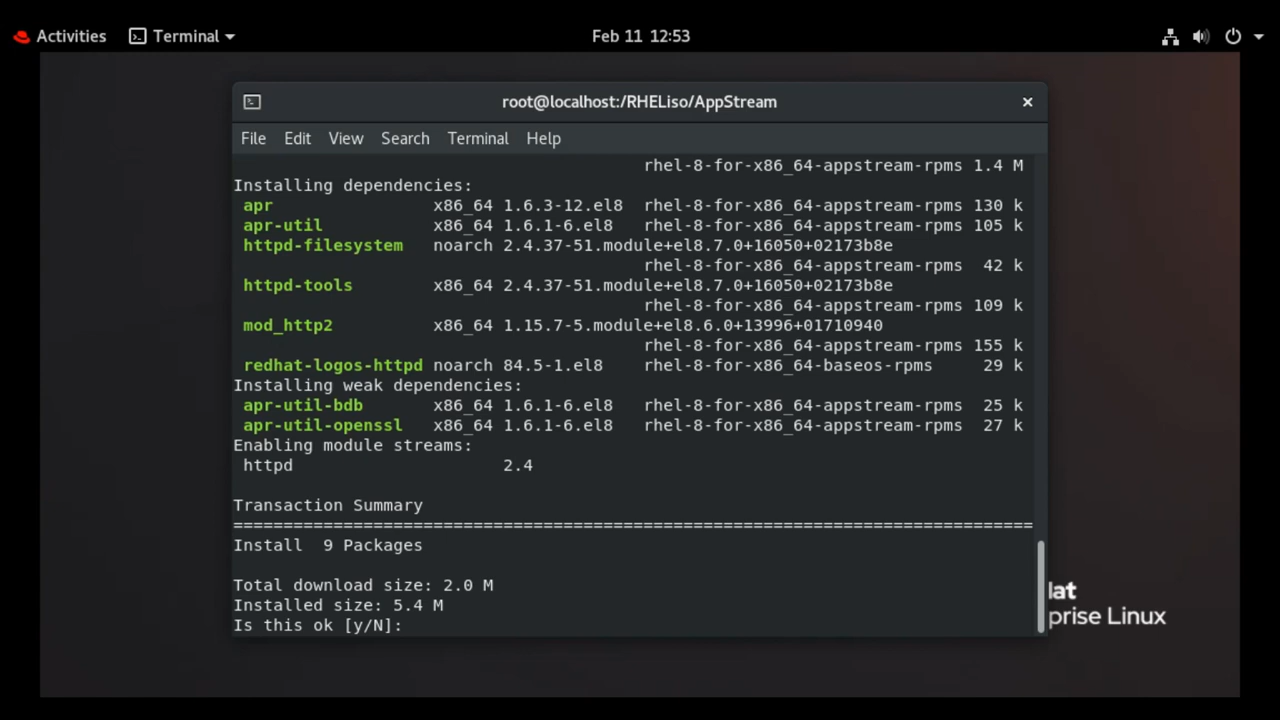 Activities Terminal Feb 11 12:53
root@localhost:/RHELiso/AppStream
File Edit View Search Terminal Help
rhel-8-for-x86_64-appstream-rpms 1.4 M
Installing dependencies:
apr x86_64 1.6.3-12.el8 rhel-8-for-x86_64-appstream-rpms 130 k
apr-util x86_64 1.6.1-6.el8 rhel-8-for-x86_64-appstream-rpms 105 k
httpd-filesystem noarch 2.4.37-51.module+el8.7.0+16050+02173b8e
rhel-8-for-x86_64-appstream-rpms 42 k
httpd-tools x86_64 2.4.37-51.module+el8.7.0+16050+02173b8e
rhel-8-for-x86_64-appstream-rpms 109 k
mod_http2 x86_64 1.15.7-5.module+el8.6.0+13996+01710940
rhel-8-for-x86_64-appstream-rpms 155 k
redhat-logos-httpd noarch 84.5-1.el8 rhel-8-for-x86_64-baseos-rpms 29 k
Installing weak dependencies:
apr-util-bdb x86_64 1.6.1-6.el8 rhel-8-for-x86_64-appstream-rpms 25 k
apr-util-openssl x86_64 1.6.1-6.el8 rhel-8-for-x86_64-appstream-rpms 27 k
Enabling module streams:
httpd 2.4
Transaction Summary
================================================================================
Install 9 Packages
Total download size: 2.0 M
Installed size: 5.4 M
Is this ok [y/N]:
lat
prise Linux